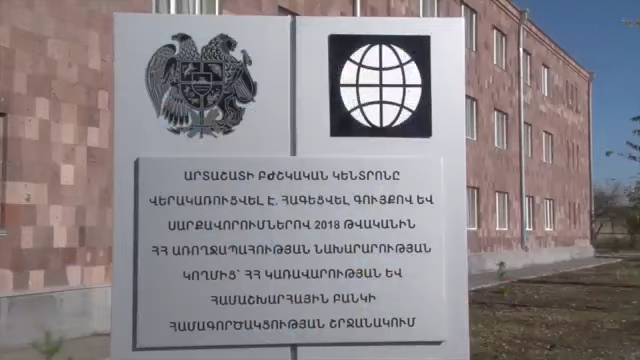 ԱՐՏԱՇԱՏԻ ԲԺՇԿԱԿԱՆ ԿԵՆՏՐՈՆԸ
ՎԵՐԱԿԱՌՈՒՑՎԵԼ Է, ՀԱԳԵՑՎԵԼ ԳՈՒՅՔՈՎ ԵՎ
ՍԱՐՔԱՎՈՐՈՒՄՆԵՐՈՎ 2018 ԹՎԱԿԱՆԻՆ
ՀՀ ԱՌՈՂՋԱՊԱՀՈՒԹՅԱՆ ՆԱԽԱՐԱՐՈՒԹՅԱՆ
ԿՈՂՄԻՑ՝ ՀՀ ԿԱՌԱՎԱՐՈՒԹՅԱՆ ԵՎ
ՀԱՄԱՇԽԱՐՀԱՅԻՆ ԲԱՆԿԻ
ՀԱՄԱԳՈՐԾԱԿՑՈՒԹՅԱՆ ՇՐՋԱՆԱԿՈՒՄ